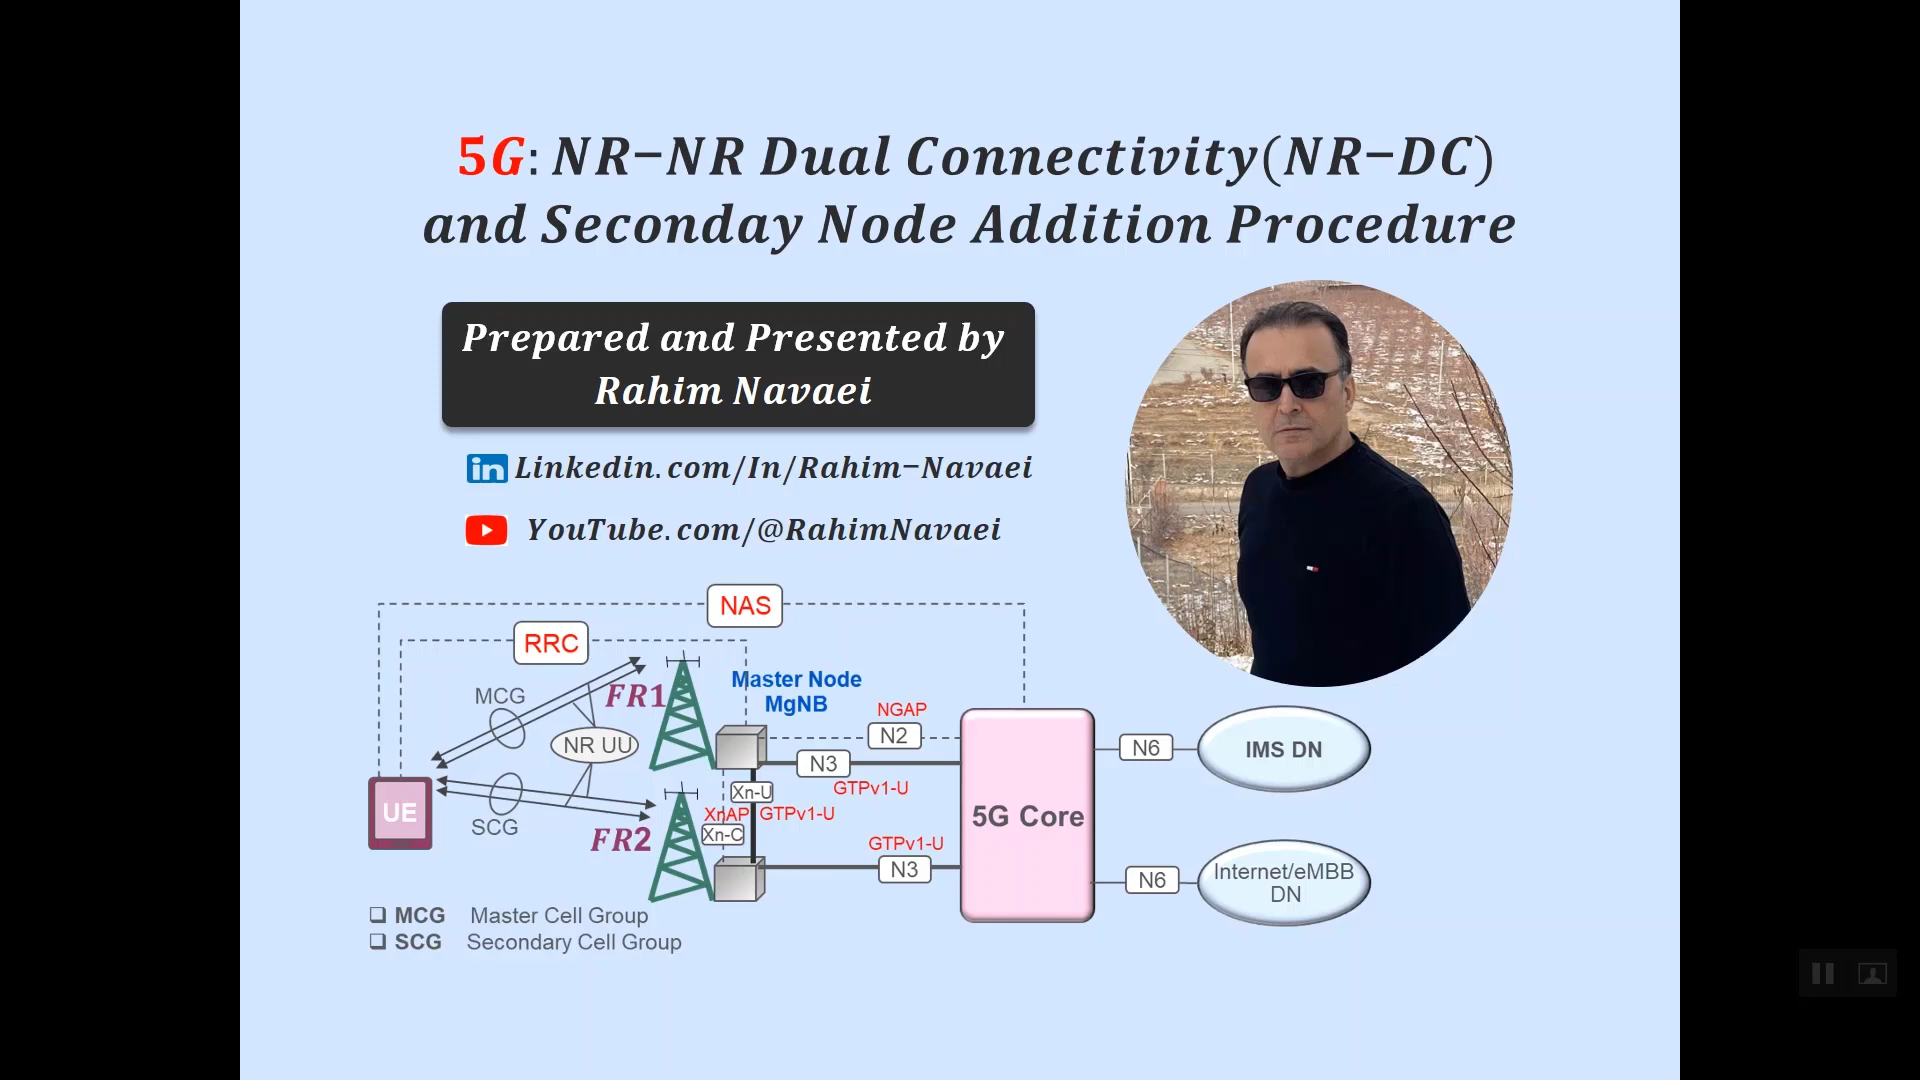 5G: NR-NR Dual Connectivity(NR-DC)
and Seconday Node Addition Procedure
Prepared and Presented by
Rahim Navaei
in Linkedin.com/In/Rahim-Navaei
YouTube.com/@RahimNavaei
NAS
RRC
MCG
FR1
Master Node
MgNB
NGAP
N2
NR UU
N3
N6
IMS DN
Xn-U
GTPv1-U
XnAP
GTPv1-U
UE
SCG
FR2
Xn-C
5G Core
GTPv1-U
N3
N6
Internet/eMBB
DN
MCG Master Cell Group
SCG Secondary Cell Group